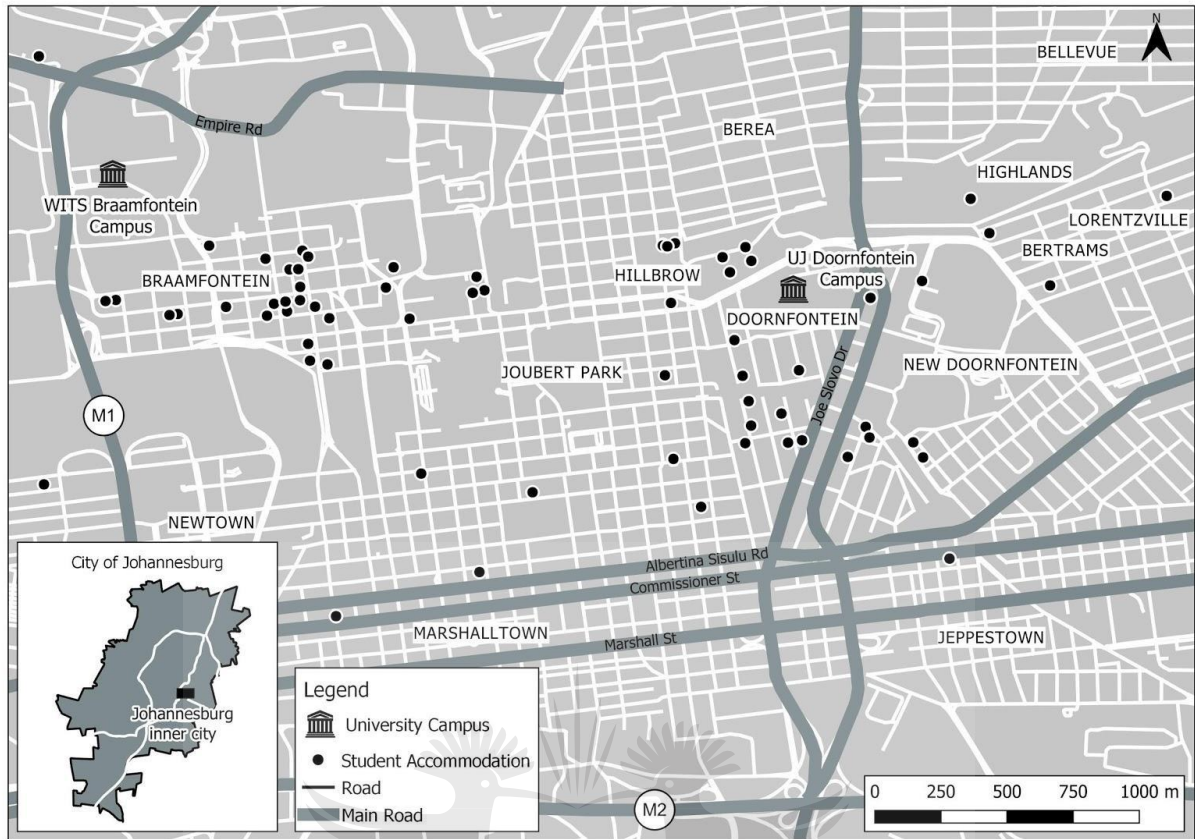 N
BELLEVUE
Empire Rd
BEREA
WITS Braamfontein
Campus
HIGHLANDS
LORENTZVILLE
BERTRAMS
BRAAMFONTEIN
HILLBROW
UJ Doornfontein
Campus
DOORNFONTEIN
JOUBERT PARK
NEW DOORNFONTEIN
Joe Slovo Dr
M1
NEWTOWN
Albertina Sisulu Rd
Commissioner St
MARSHALLTOWN
Marshall St
JEPPESTOWN
City of Johannesburg
Johannesburg
inner city
Legend
University Campus
Student Accommodation
Road
Main Road
M2
0 250 500 750 1000 m